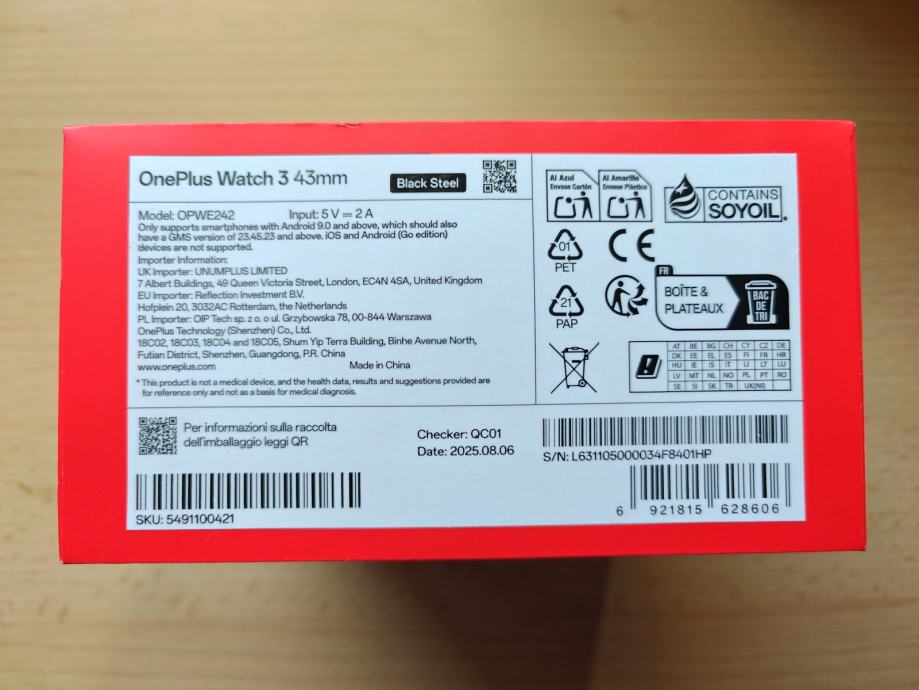 OnePlus Watch 3 43mm
Black Steel
Model: OPWE242 Input: 5 V ⎓ 2 A
Only supports smartphones with Android 9.0 and above, which should also
have a GMS version of 23.45.23 and above. iOS and Android (Go edition)
devices are not supported.
Importer Information:
UK Importer: UNUMPLUS LIMITED
7 Albert Buildings, 49 Queen Victoria Street, London, EC4N 4SA, United Kingdom
EU Importer: Reflection Investment B.V.
Hofplein 20, 3032AC Rotterdam, the Netherlands
PL Importer: OIP Tech sp. z o. o ul. Grzybowska 78, 00-844 Warszawa
OnePlus Technology (Shenzhen) Co., Ltd.
18C02, 18C03, 18C04 and 18C05, Shum Yip Terra Building, Binhe Avenue North,
Futian District, Shenzhen, Guangdong, P.R. China
www.oneplus.com Made in China
* This product is not a medical device, and the health data, results and suggestions provided are
for reference only and not as a basis for medical diagnosis.
Al Azul
Envase Cartón
Al Amarillo
Envase Plástico
CONTAINS
SOYOIL
01
PET
CE
21
PAP
FR
BOÎTE &
PLATEAUX
BAC
DE
TRI
AT BE BG CH CY CZ DE
DK EE EL ES FI FR HR
HU IE IS IT LI LT LU
LV MT NL NO PL PT RO
SE SI SK TR UK(NI)
Per informazioni sulla raccolta
dell'imballaggio leggi QR
Checker: QC01
Date: 2025.08.06
S/N: L631105000034F8401HP
SKU: 5491100421
6 921815 628606